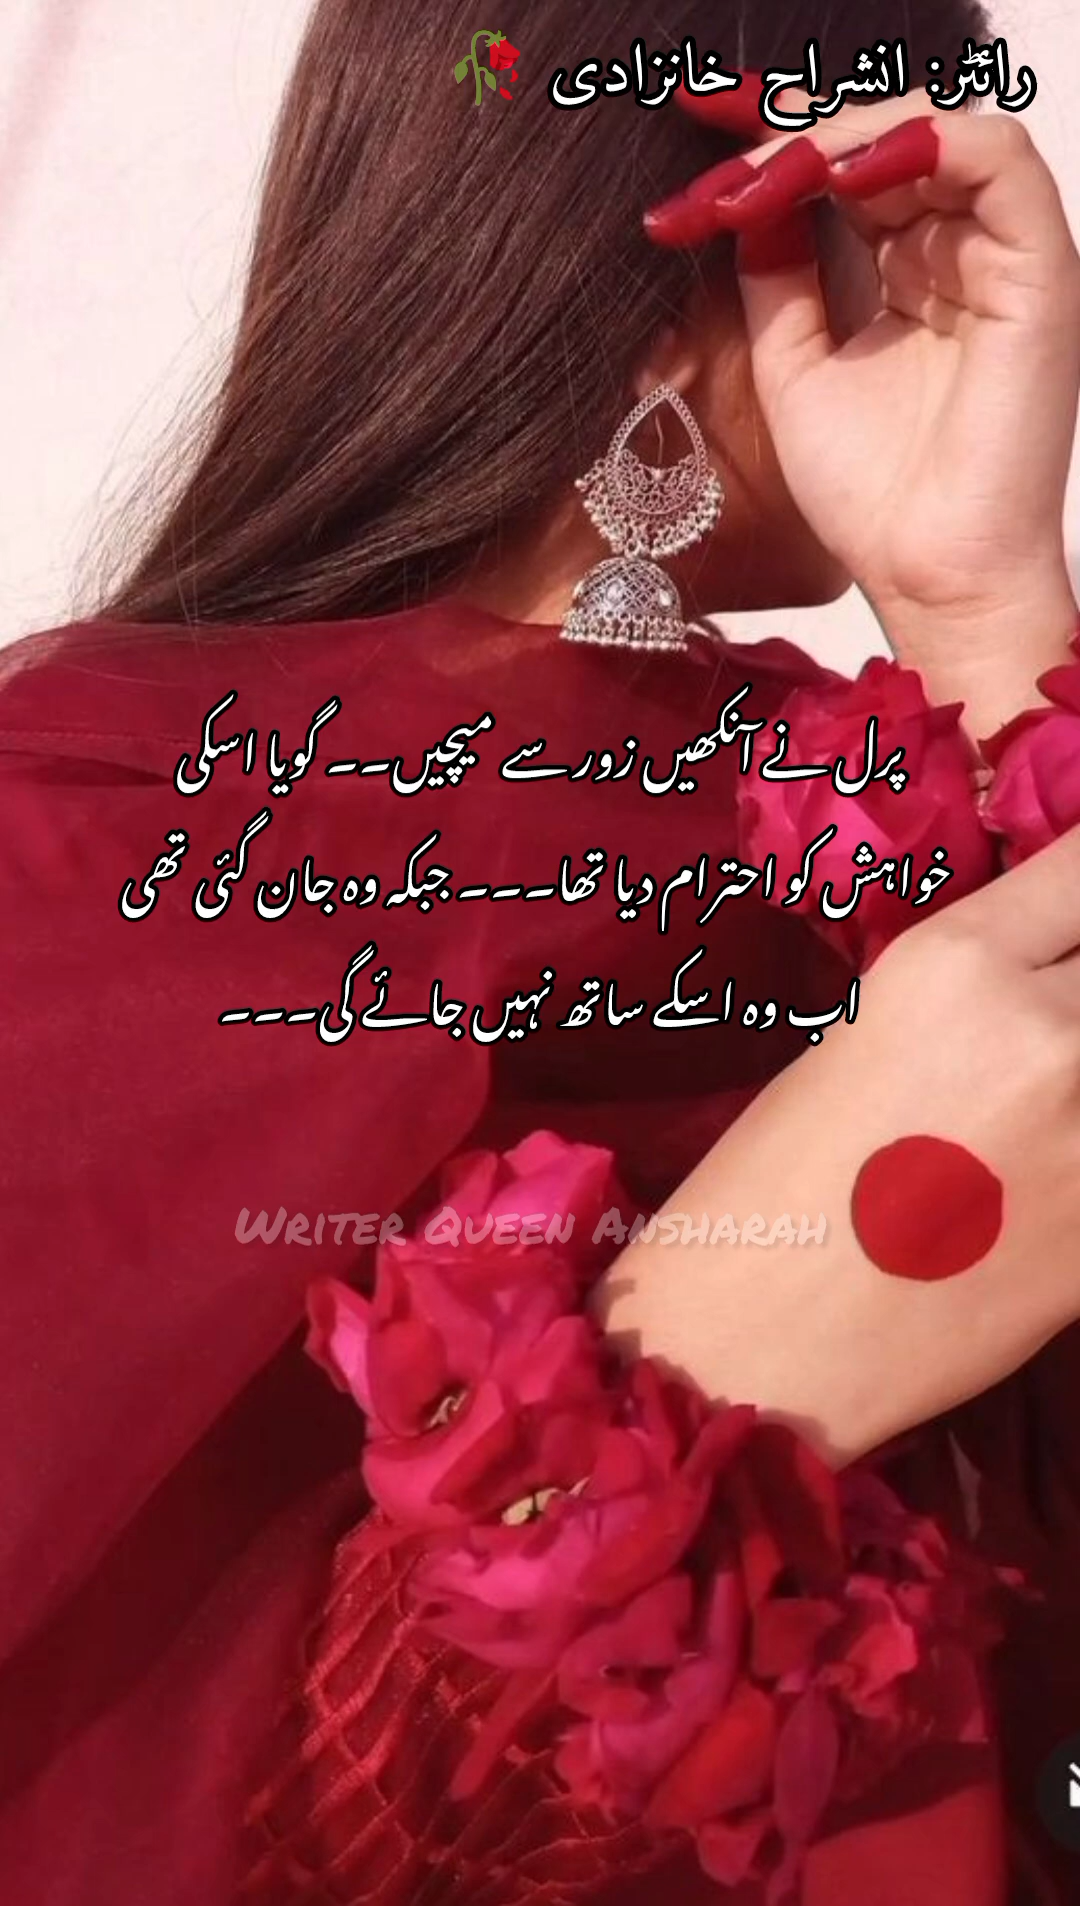 رائٹر: انشراح خانزادی 🥀
پرل نے آنکھیں زور سے میچیں۔۔ گویا اسکی
خواہش کو احترام دیا تھا۔۔۔ جبکہ وہ جان گئی تھی
اب وہ اسکے ساتھ نہیں جائے گی۔۔۔
Writer Queen Ansharah